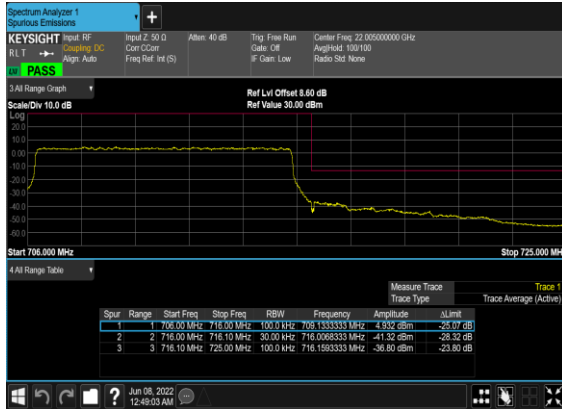 Spectrum Analyzer 1
Spurious Emissions
+
KEYSIGHT Input: RF Input Z: 50 Ω Atten: 40 dB Trig: Free Run Center Freq: 22.005000000 GHz
RLT Coupling: DC Corr CCorr Gate: Off Avg|Hold: 100/100
Align: Auto Freq Ref: Int (S) IF Gain: Low Radio Std: None
PASS
3 All Range Graph
Ref Lvl Offset 8.60 dB
Scale/Div 10.0 dB Ref Value 30.00 dBm
Log
20.0
10.0
0.00
-10.0
-20.0
-30.0
-40.0
-50.0
-60.0
Start 706.000 MHz Stop 725.000 MH
4 All Range Table
Measure Trace Trace 1
Trace Type Trace Average (Active)
Spur Range Start Freq Stop Freq RBW Frequency Amplitude ΔLimit
1 1 706.00 MHz 716.00 MHz 100.0 kHz 709.1333333 MHz 4.932 dBm -25.07 dB
2 2 716.00 MHz 716.10 MHz 30.00 kHz 716.0068333 MHz -41.32 dBm -28.32 dB
3 3 716.10 MHz 725.00 MHz 100.0 kHz 716.1593333 MHz -36.80 dBm -23.80 dB
? Jun 08, 2022
12:49:03 AM